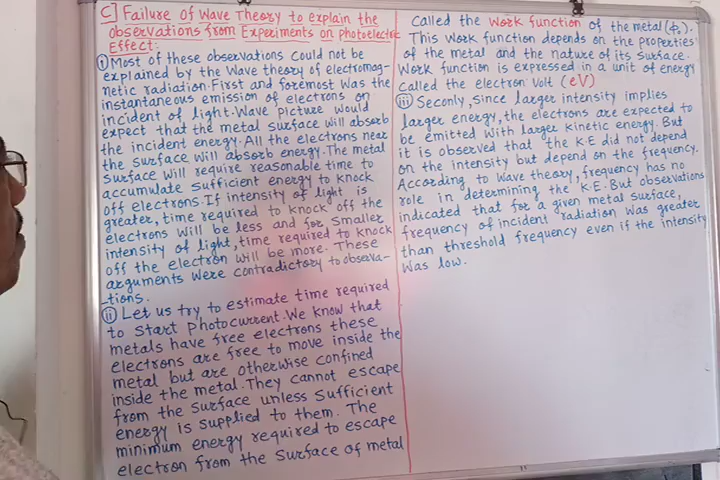 C] Failure of Wave Theory to explain the
observations from Experiments on photoelectric
Effect:
(i) Most of these observations could not be
explained by the wave theory of electromag-
netic radiation. First and foremost was the
instantaneous emission of electrons on
incident of light. Wave picture would
expect that the metal surface will absorb
the incident energy. All the electrons near
the surface will absorb energy. The metal
surface will require reasonable time to
accumulate sufficient energy to knock
off electrons. If intensity of light is
greater, time required to knock off the
electrons will be less and for smaller
intensity of light, time required to knock
off the electron will be more. These
arguments were contradictory to observa-
-tions.
(ii) Let us try to estimate time required
to start photocurrent. We know that
metals have free electrons these
electrons are free to move inside the
metal but are otherwise confined
inside the metal. They cannot escape
from the surface unless sufficient
energy is supplied to them. The
minimum energy required to escape
electron from the surface of metal
called the work function of the metal (ϕ₀).
This work function depends on the properties
of the metal and the nature of its surface.
Work function is expressed in a unit of energy
called the electron volt (eV)
(iii) Seconly, since larger intensity implies
larger energy, the electrons are expected to
be emitted with larger kinetic energy. But
it is observed that the K.E did not depend
on the intensity but depend on the frequency.
According to wave theory, frequency has no
role in determining the K.E. But observations
indicated that for a given metal surface,
frequency of incident radiation was greater
than threshold frequency even if the intensity
was low.